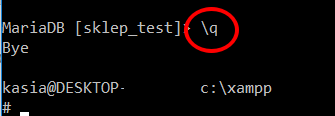 MariaDB [sklep_test]> \q
Bye
kasia@DESKTOP- c:\xampp
#